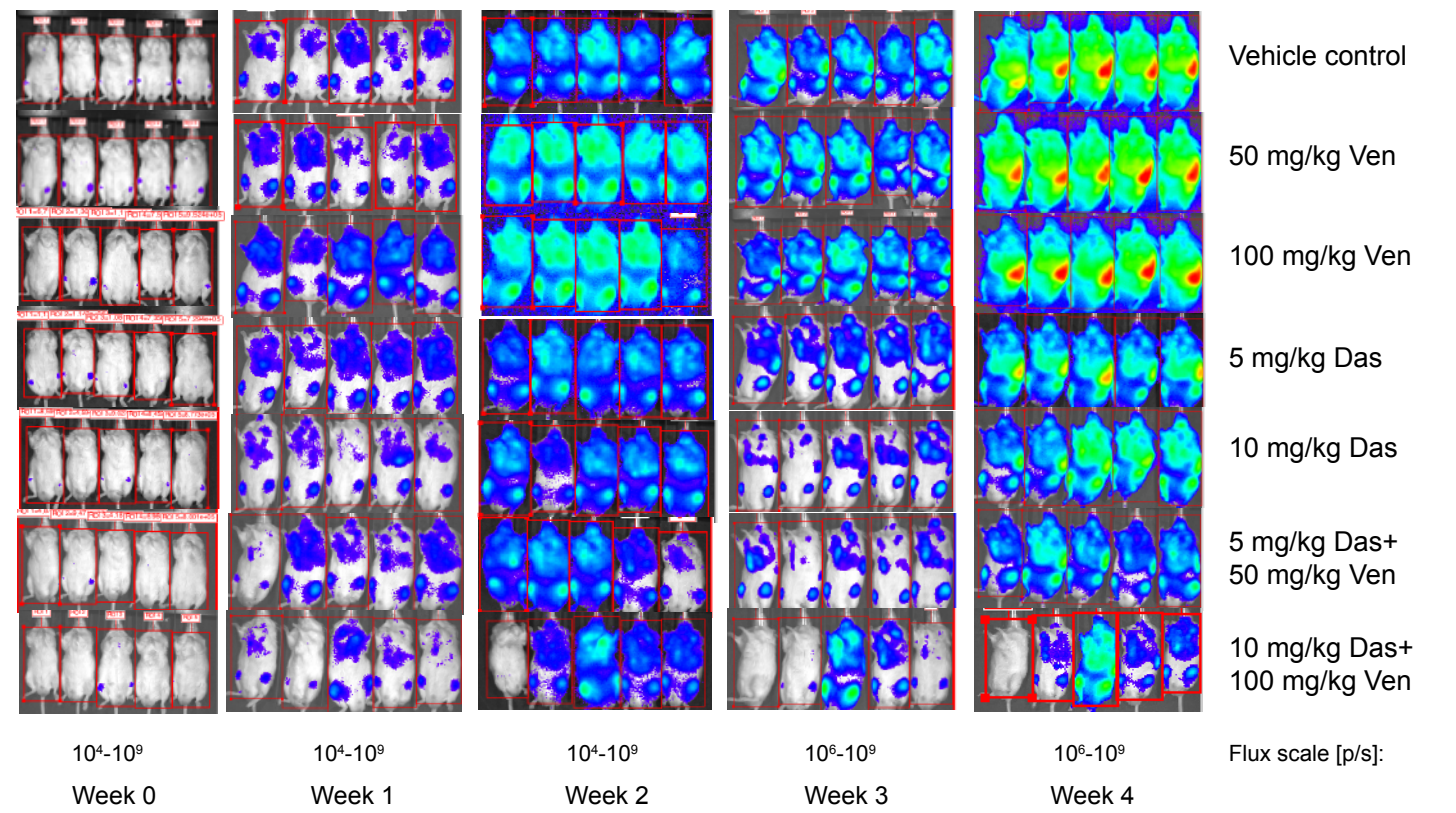 Vehicle control
50 mg/kg Ven
100 mg/kg Ven
5 mg/kg Das
10 mg/kg Das
5 mg/kg Das+
50 mg/kg Ven
10 mg/kg Das+
100 mg/kg Ven
10⁴-10⁹ 10⁴-10⁹ 10⁴-10⁹ 10⁶-10⁹ 10⁶-10⁹ Flux scale [p/s]:
Week 0 Week 1 Week 2 Week 3 Week 4